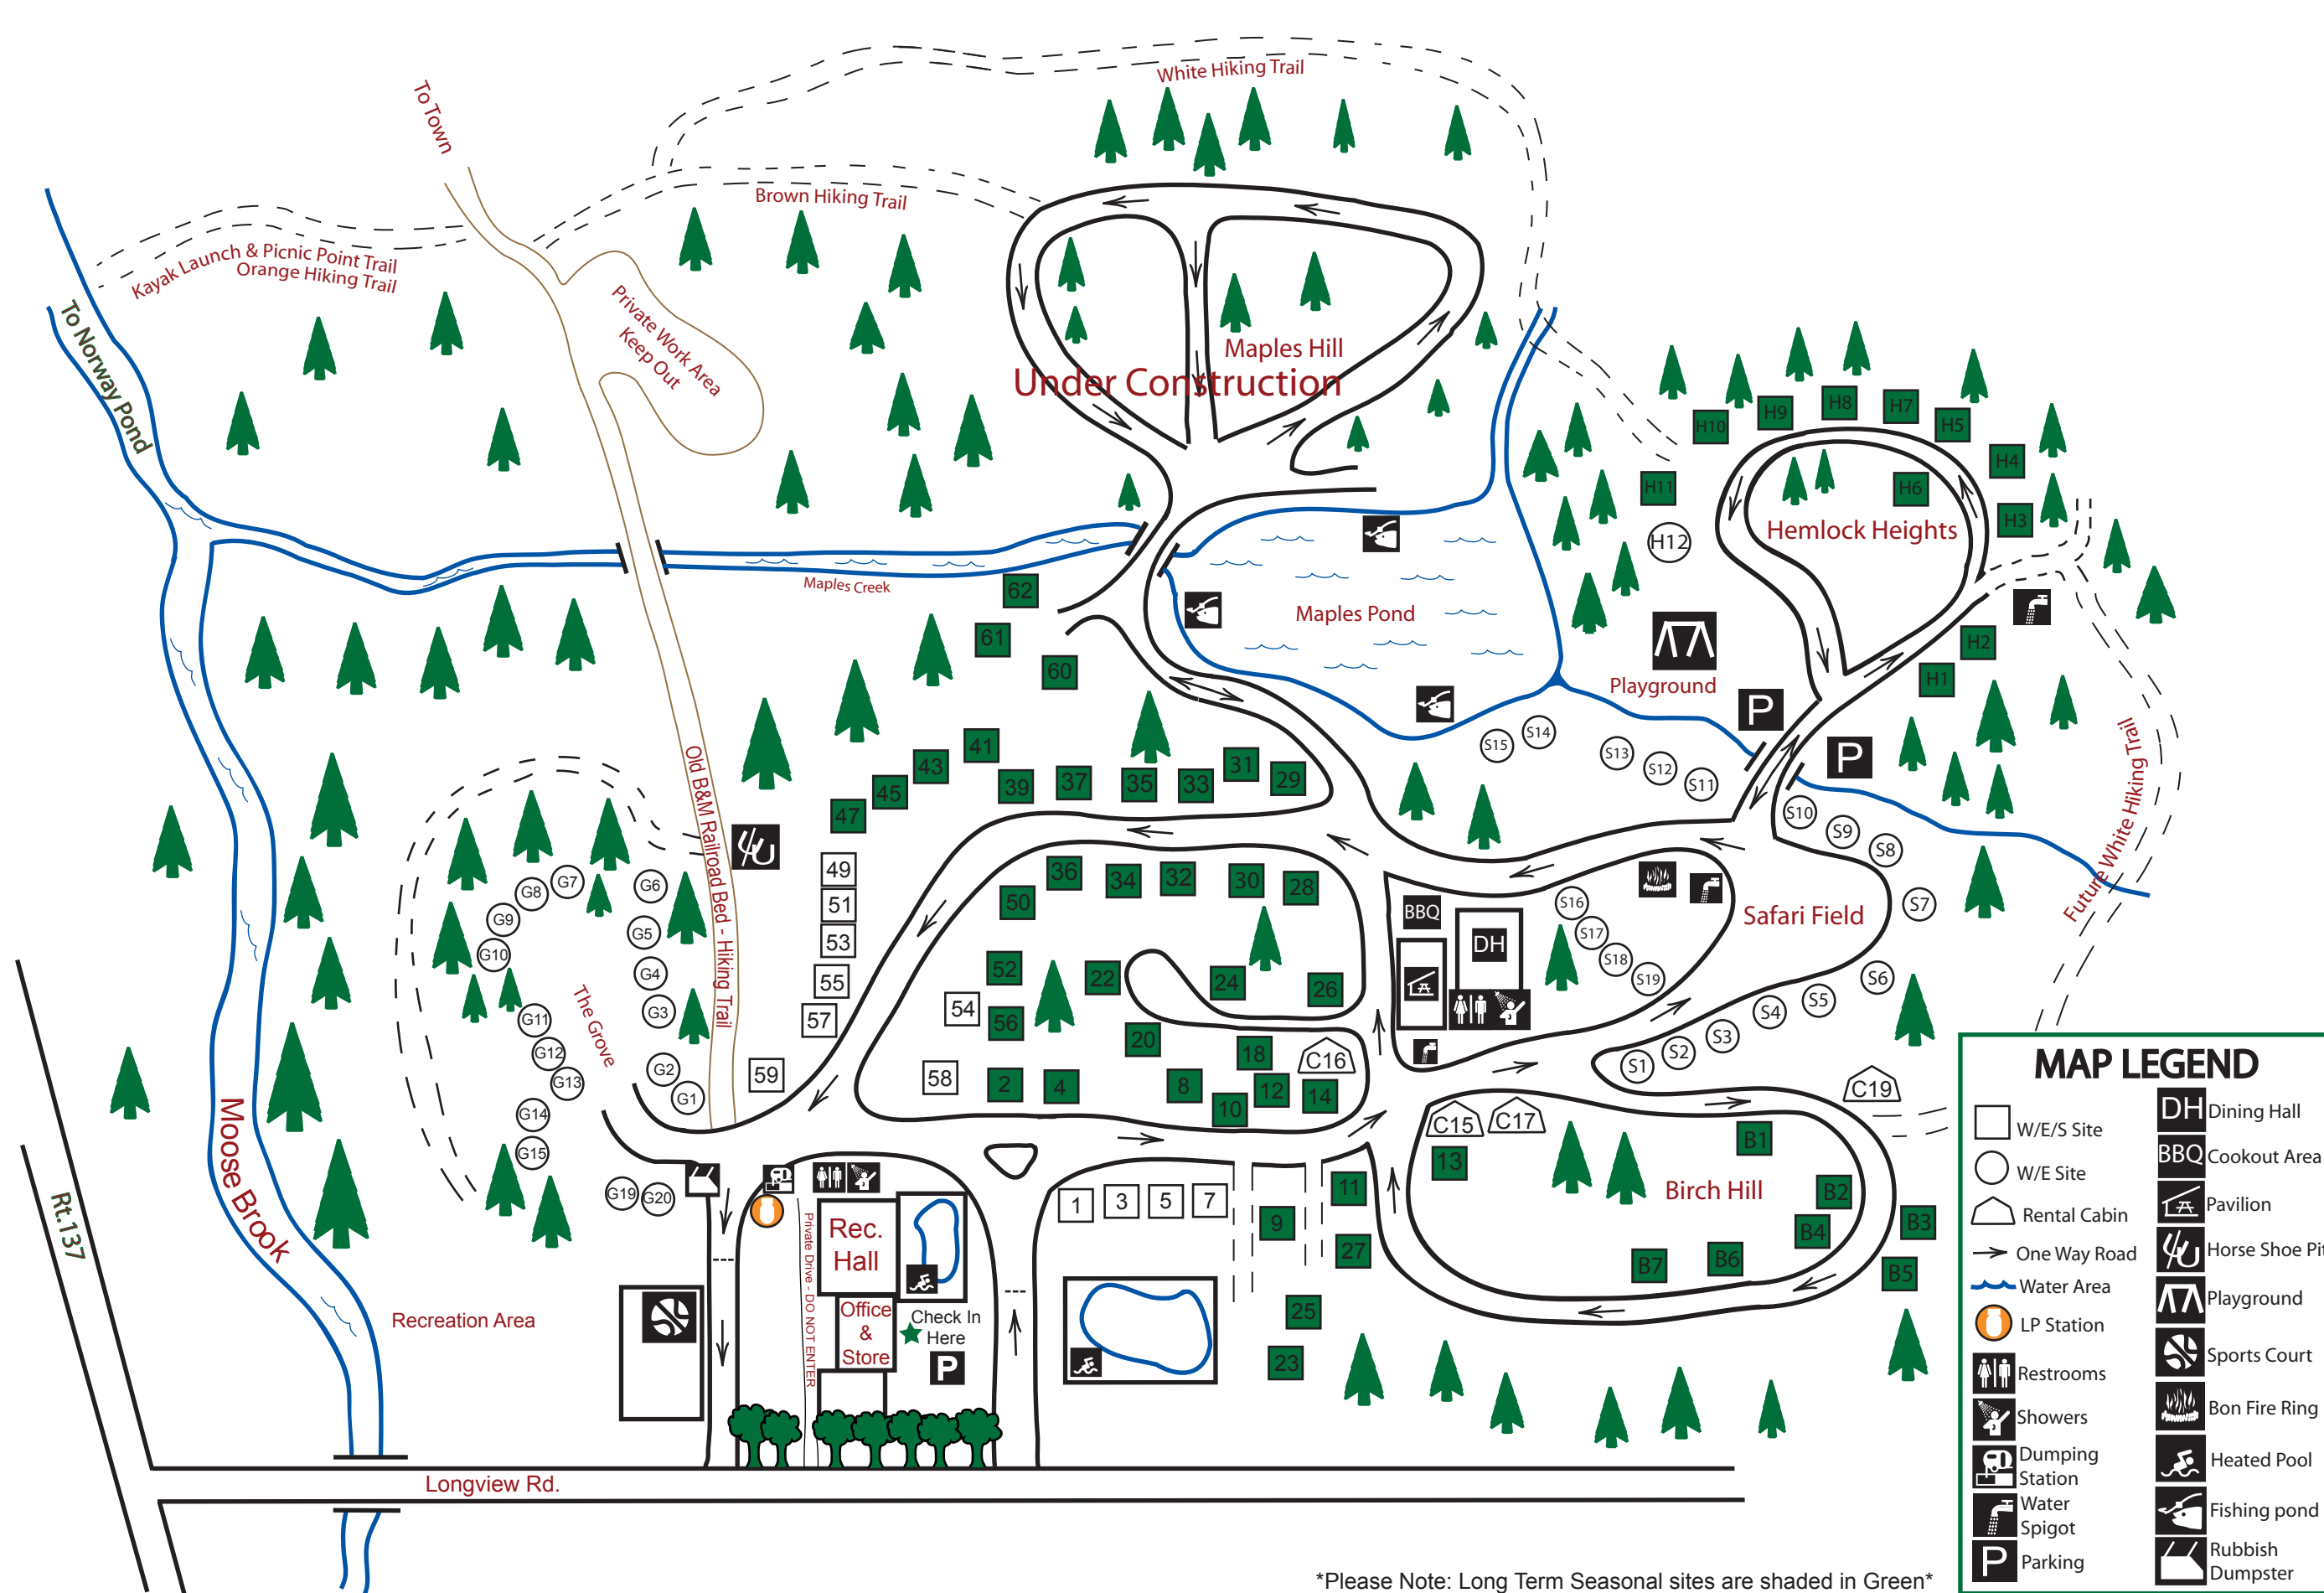 White Hiking Trail
To Town
Brown Hiking Trail
Kayak Launch & Picnic Point Trail
Orange Hiking Trail
To Norway Pond
Private Work Area
Keep Out
Maples Hill
Under Construction
H10
H9
H8
H7
H5
H4
H11
H6
H3
H12
Hemlock Heights
Maples Creek
62
61
60
Maples Pond
H2
H1
Playground
P
P
Future White Hiking Trail
S15
S14
S13
S12
S11
S10
S9
S8
S7
S6
S5
S4
S3
S2
S1
S16
S17
S18
S19
Safari Field
Old B&M Railroad Bed - Hiking Trail
41
43
45
47
39
37
35
33
31
29
49
51
53
55
57
59
36
34
32
30
28
50
52
54
56
58
22
24
26
20
18
C16
2
4
8
10
12
14
BBQ
DH
G6
G7
G8
G9
G10
G5
G4
G3
G11
G12
G13
G2
G1
G14
G15
G19
G20
The Grove
C15
C17
C19
13
B1
B2
B3
B4
B5
B6
B7
Birch Hill
1
3
5
7
9
11
27
25
23
Moose Brook
Rt.137
Recreation Area
Private Drive - DO NOT ENTER
Rec.
Hall
Office
&
Store
Check In
Here
P
Longview Rd.
MAP LEGEND
W/E/S Site
W/E Site
Rental Cabin
One Way Road
Water Area
LP Station
Restrooms
Showers
Dumping
Station
Water
Spigot
P Parking
DH Dining Hall
BBQ Cookout Area
Pavilion
Horse Shoe Pit
Playground
Sports Court
Bon Fire Ring
Heated Pool
Fishing pond
Rubbish
Dumpster
*Please Note: Long Term Seasonal sites are shaded in Green*